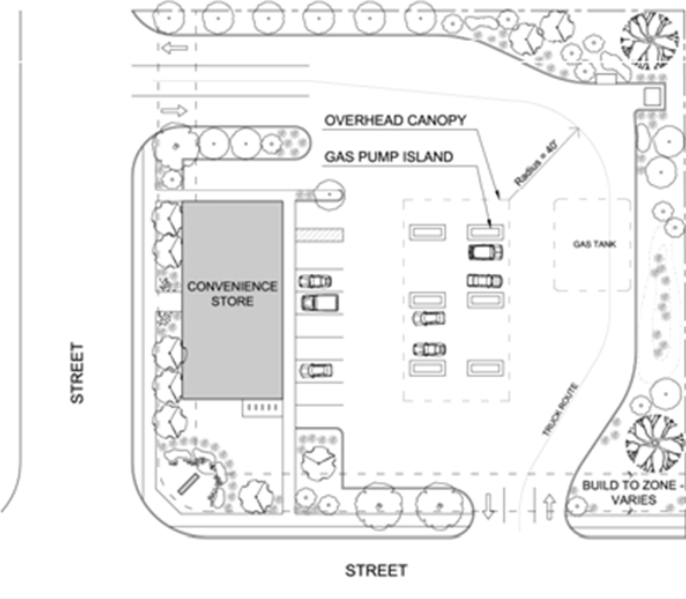 OVERHEAD CANOPY
GAS PUMP ISLAND
Radius = 40'
GAS TANK
CONVENIENCE
STORE
STREET
TRUCK ROUTE
BUILD TO ZONE -
VARIES
STREET